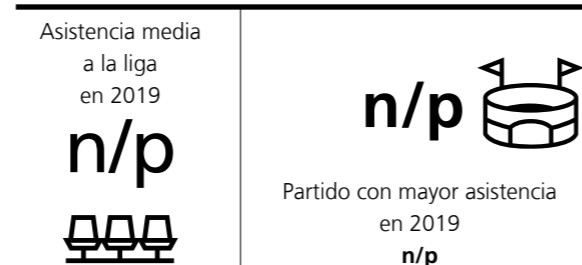 Asistencia media
a la liga
en 2019
n/p
n/p
Partido con mayor asistencia
en 2019
n/p